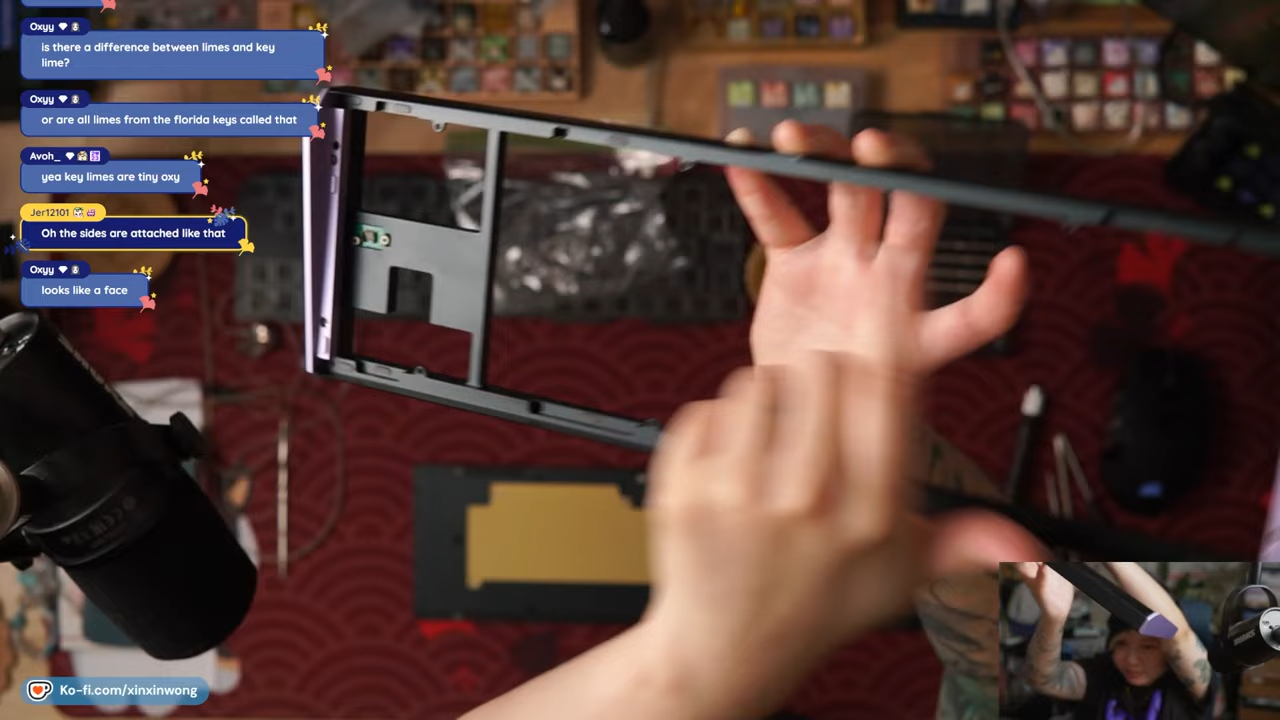 Oxyy
is there a difference between limes and key
lime?
Oxyy
or are all limes from the florida keys called that
Avoh_
yea key limes are tiny oxy
Jer12101
Oh the sides are attached like that
Oxyy
looks like a face
Ko-fi.com/xinxinwong